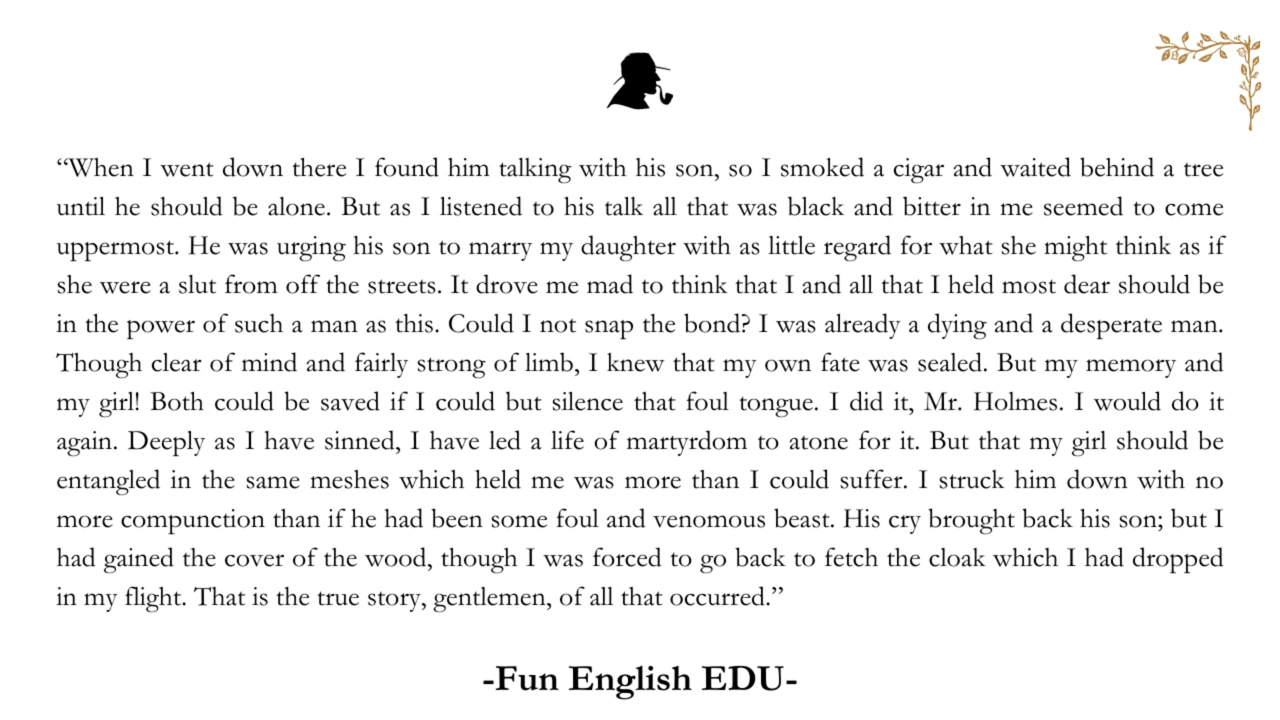 “When I went down there I found him talking with his son, so I smoked a cigar and waited behind a tree
until he should be alone. But as I listened to his talk all that was black and bitter in me seemed to come
uppermost. He was urging his son to marry my daughter with as little regard for what she might think as if
she were a slut from off the streets. It drove me mad to think that I and all that I held most dear should be
in the power of such a man as this. Could I not snap the bond? I was already a dying and a desperate man.
Though clear of mind and fairly strong of limb, I knew that my own fate was sealed. But my memory and
my girl! Both could be saved if I could but silence that foul tongue. I did it, Mr. Holmes. I would do it
again. Deeply as I have sinned, I have led a life of martyrdom to atone for it. But that my girl should be
entangled in the same meshes which held me was more than I could suffer. I struck him down with no
more compunction than if he had been some foul and venomous beast. His cry brought back his son; but I
had gained the cover of the wood, though I was forced to go back to fetch the cloak which I had dropped
in my flight. That is the true story, gentlemen, of all that occurred.”
-Fun English EDU-